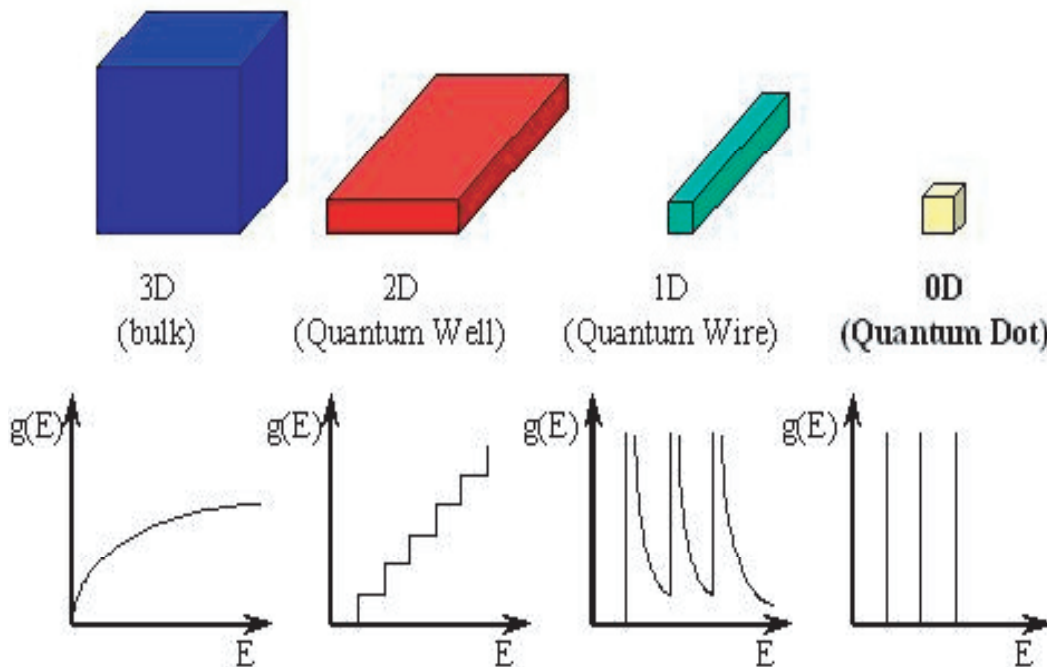 3D
(bulk)
2D
(Quantum Well)
1D
(Quantum Wire)
0D
(Quantum Dot)
g(E)
E
g(E)
E
g(E)
E
g(E)
E